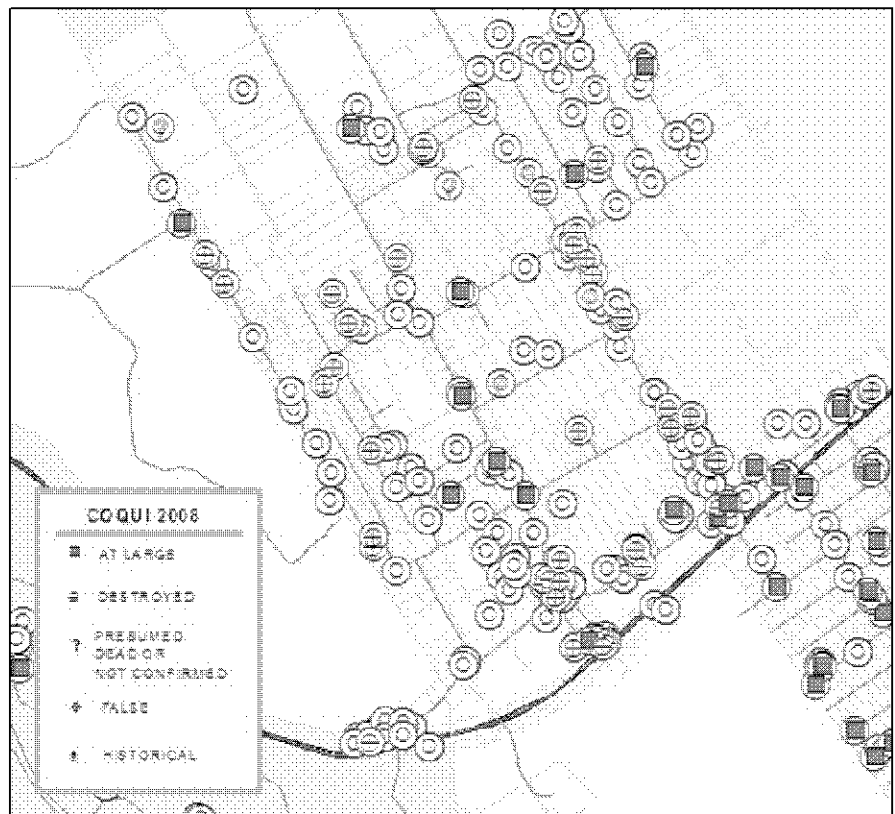 COQUI 2008
AT LARGE
DESTROYED
?
PRESUMED
DEAD OR
NOT CONFIRMED
FALSE
HISTORICAL